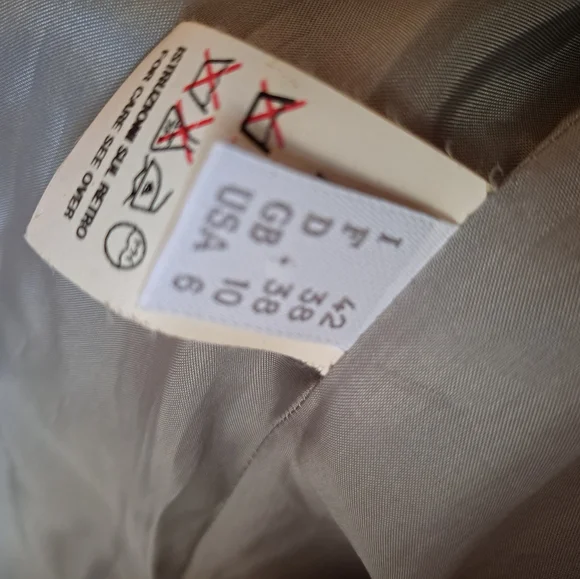 I 42
F 38
D 38
GB 10
USA 6
ISTRUZIONI SUL RETRO
FOR CARE SEE OVER